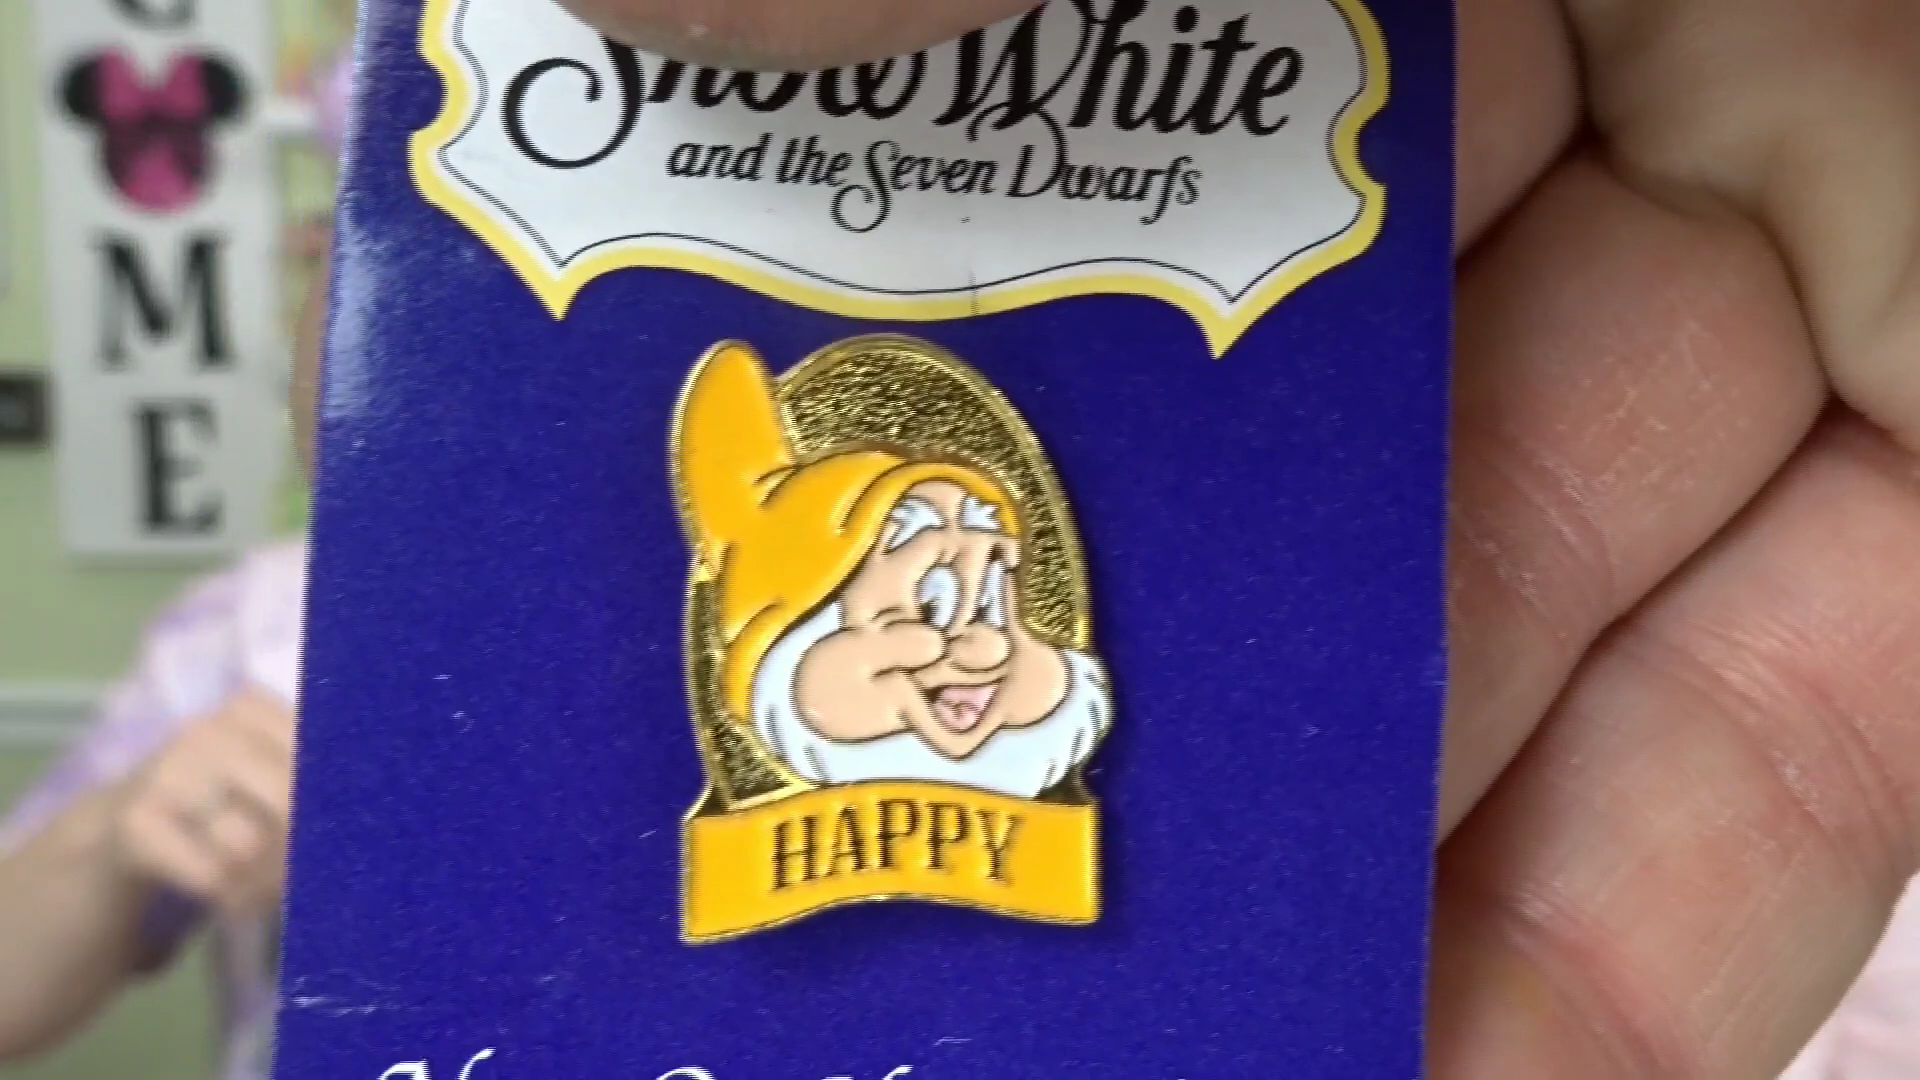 M
E
Snow White
and the Seven Dwarfs
HAPPY